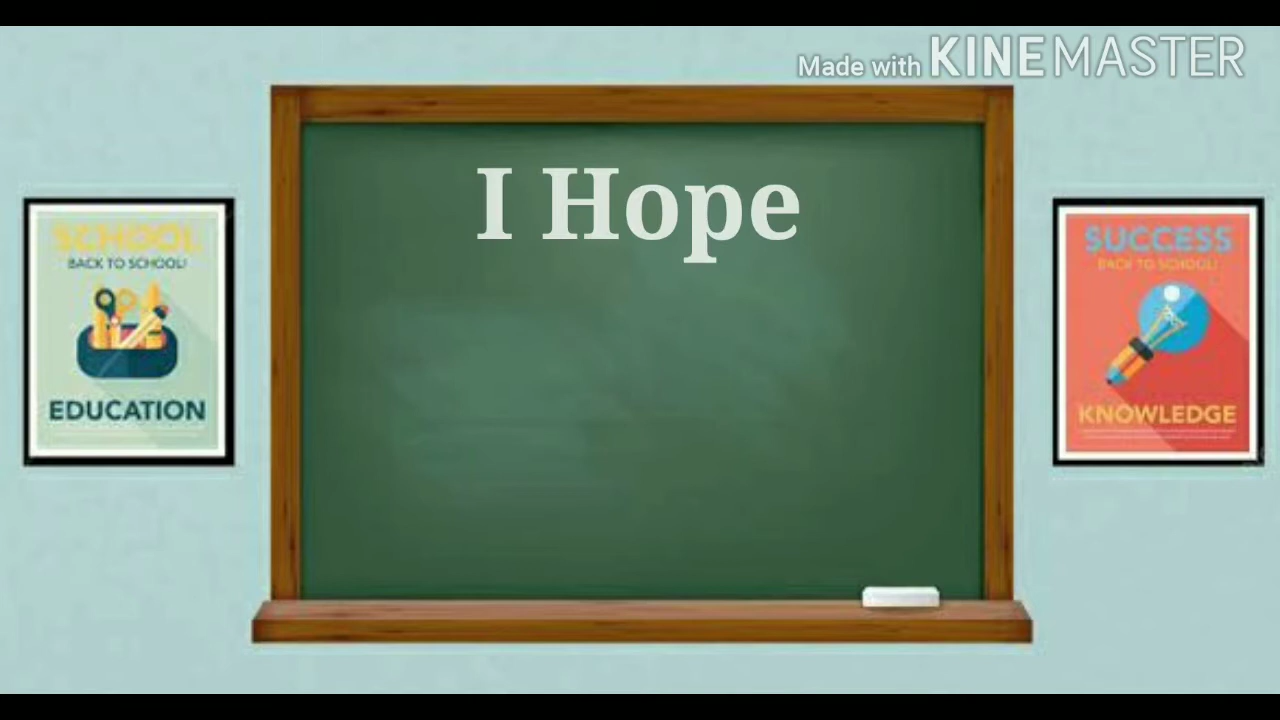 Made with KINEMASTER
I Hope
SCHOOL
BACK TO SCHOOL!
EDUCATION
SUCCESS
BACK TO SCHOOL!
KNOWLEDGE